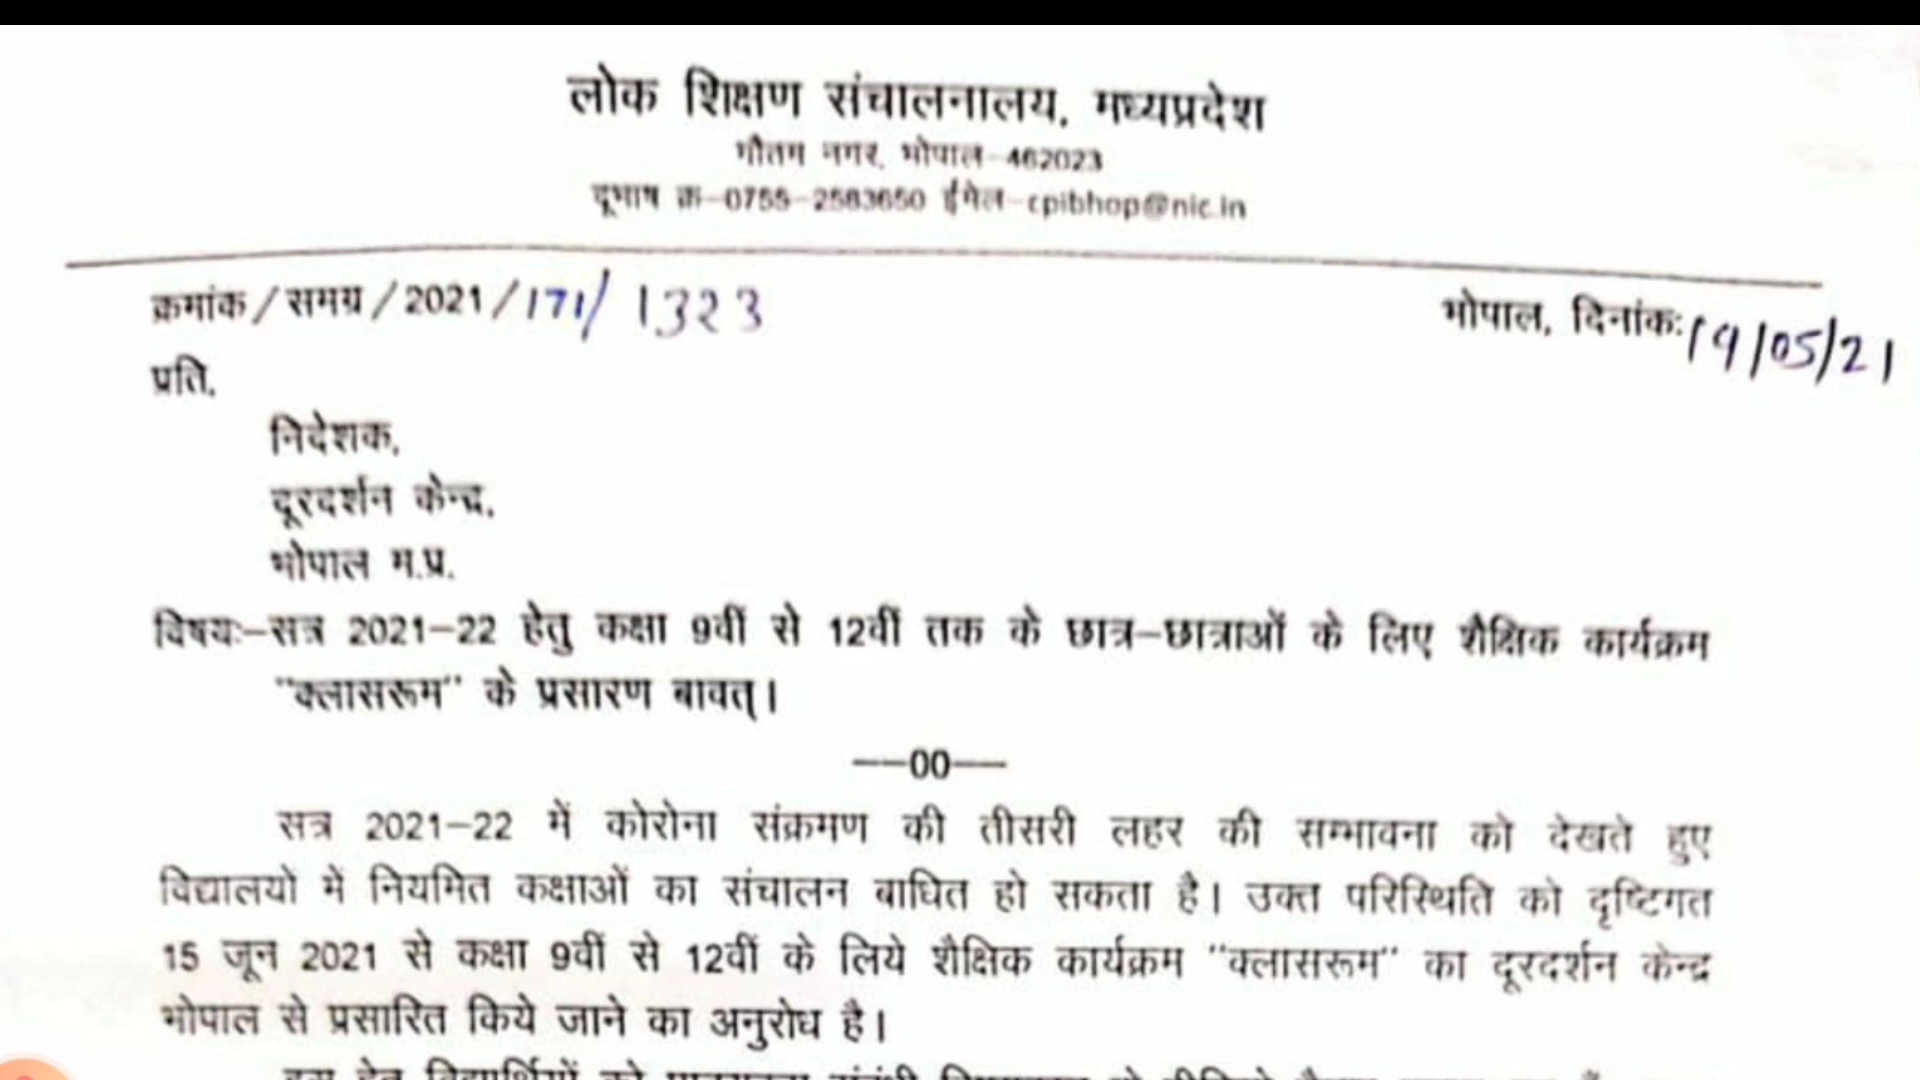 लोक शिक्षण संचालनालय, मध्यप्रदेश
गौतम नगर, भोपाल-462023
दूभाष क्र-0755-2583650 ईमेल-cpibhop@nic.in
क्रमांक/समग्र/2021/171/1323
भोपाल, दिनांक:19/05/21
प्रति,
निदेशक,
दूरदर्शन केन्द्र,
भोपाल म.प्र.
विषयः-सत्र 2021-22 हेतु कक्षा 9वीं से 12वीं तक के छात्र-छात्राओं के लिए शैक्षिक कार्यक्रम
"क्लासरूम" के प्रसारण बावत्।
—00—
सत्र 2021-22 में कोरोना संक्रमण की तीसरी लहर की सम्भावना को देखते हुए
विद्यालयों में नियमित कक्षाओं का संचालन बाधित हो सकता है। उक्त परिस्थिति को दृष्टिगत
15 जून 2021 से कक्षा 9वीं से 12वीं के लिये शैक्षिक कार्यक्रम "क्लासरूम" का दूरदर्शन केन्द्र
भोपाल से प्रसारित किये जाने का अनुरोध है।